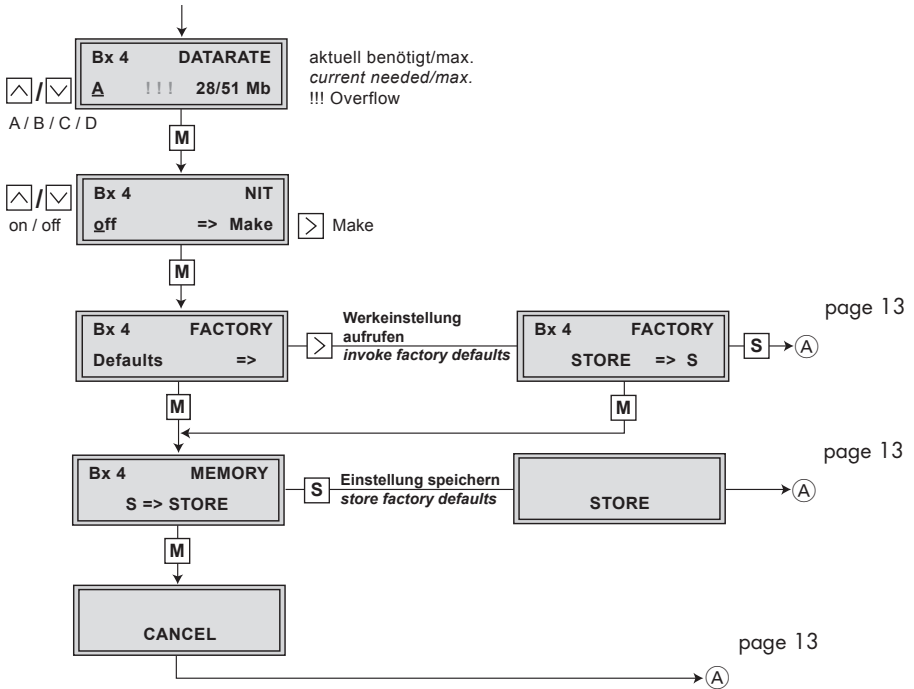 Bx 4 DATARATE
A ! ! ! 28/51 Mb
aktuell benötigt/max.
current needed/max.
!!! Overflow
/
A / B / C / D
M
Bx 4 NIT
off => Make
/
on / off
> Make
M
Bx 4 FACTORY
Defaults =>
>
Werkeinstellung
aufrufen
invoke factory defaults
Bx 4 FACTORY
STORE => S
S
A
page 13
M
M
Bx 4 MEMORY
S => STORE
S
Einstellung speichern
store factory defaults
STORE
A
page 13
M
CANCEL
page 13
A